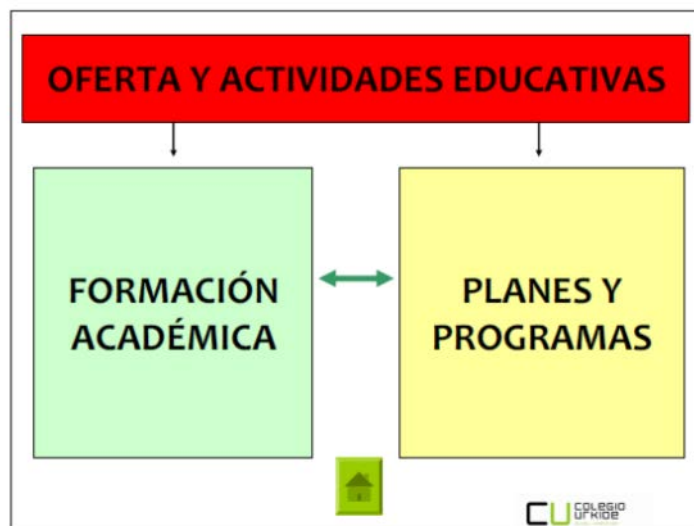 OFERTA Y ACTIVIDADES EDUCATIVAS
FORMACIÓN
ACADÉMICA
PLANES Y
PROGRAMAS
CU COLEGIO
URKIDE